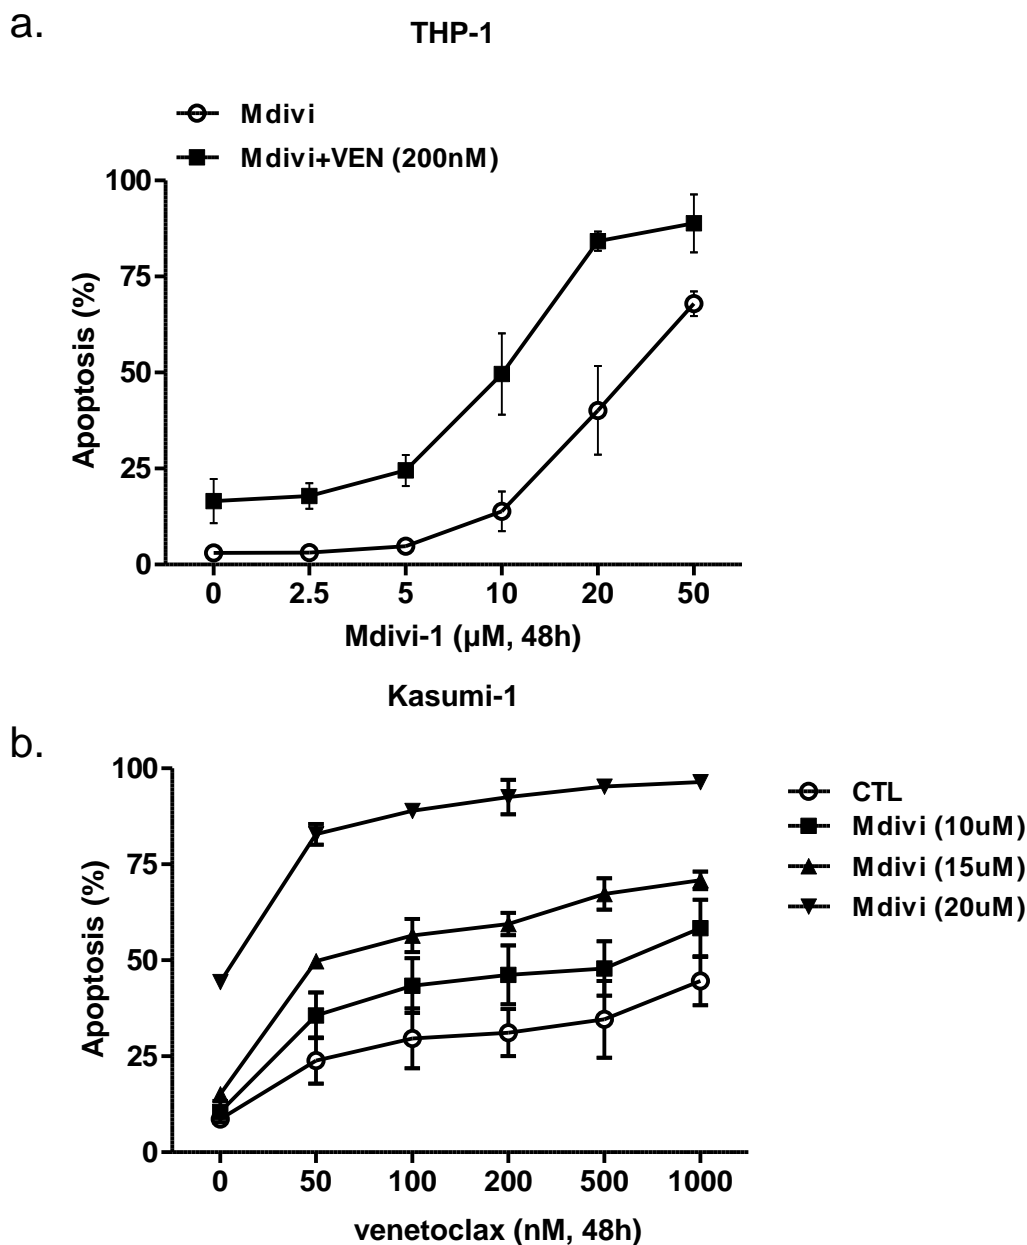 a.
THP-1
Mdivi
Mdivi+VEN (200nM)
100
75
50
25
0
Apoptosis (%)
0 2.5 5 10 20 50
Mdivi-1 (µM, 48h)
Kasumi-1
b.
100
75
50
25
0
Apoptosis (%)
CTL
Mdivi (10uM)
Mdivi (15uM)
Mdivi (20uM)
0 50 100 200 500 1000
venetoclax (nM, 48h)